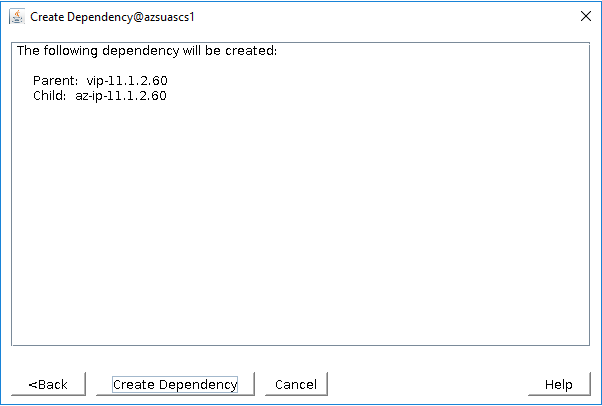 Create Dependency@azsuascs1
The following dependency will be created:
Parent: vip-11.1.2.60
Child: az-ip-11.1.2.60
<Back
Create Dependency
Cancel
Help